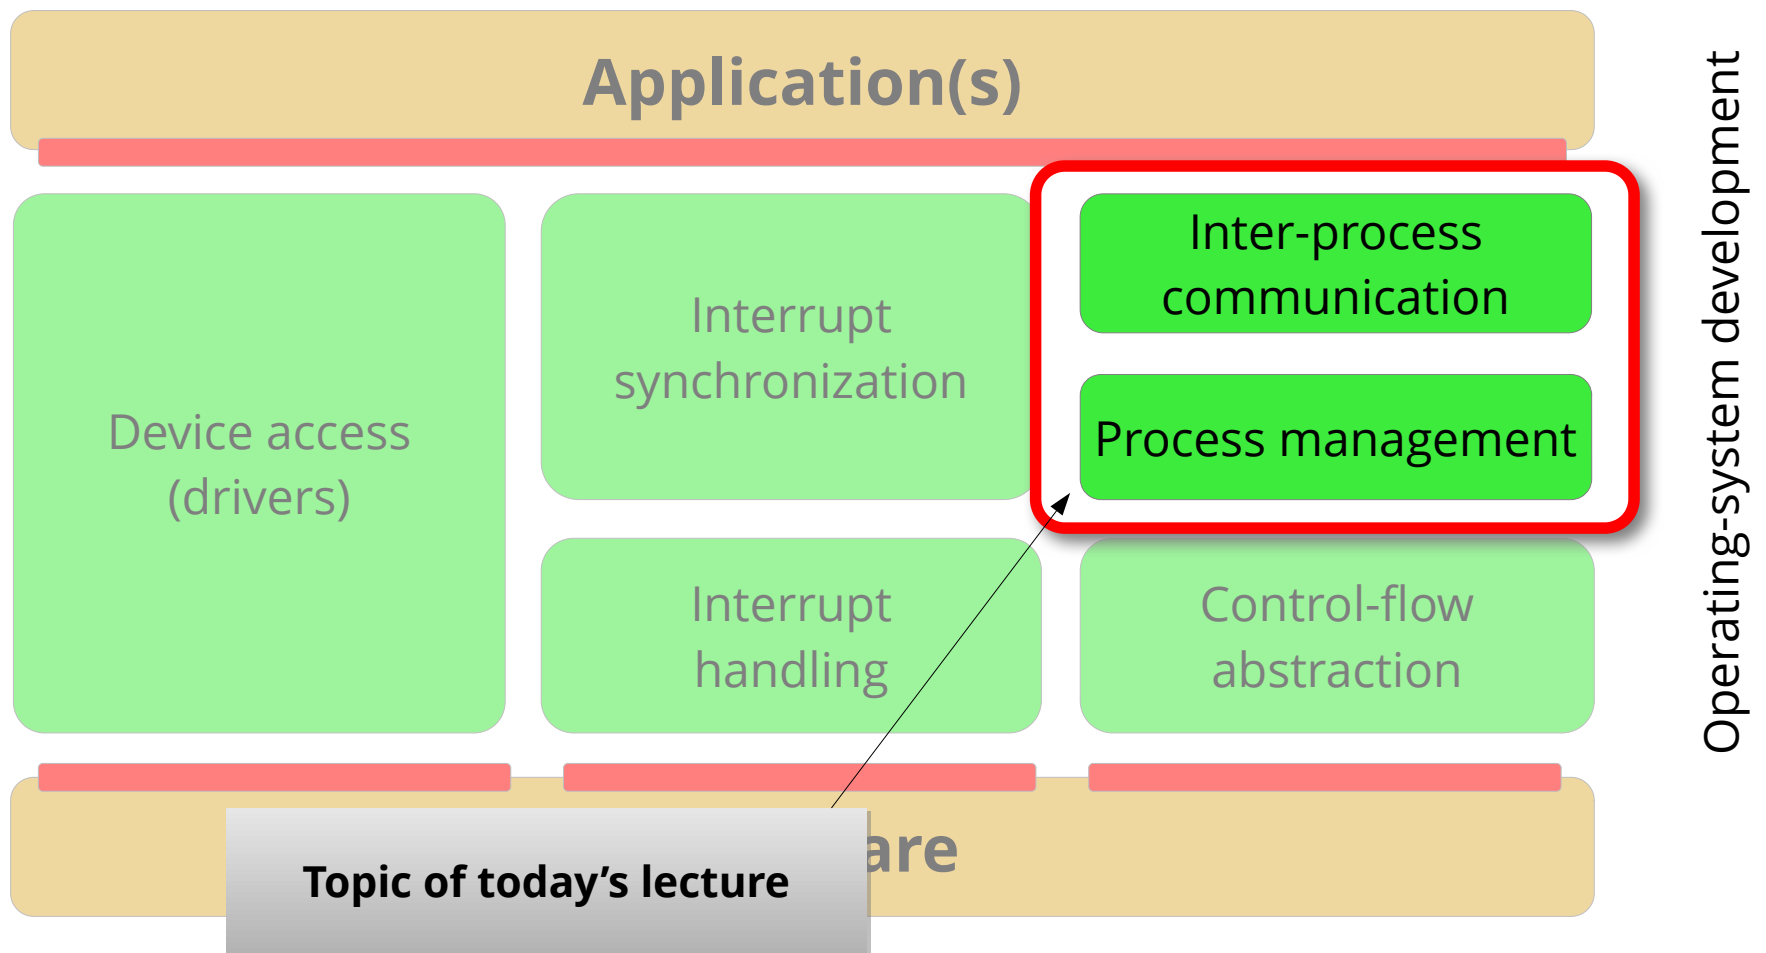 Application(s)
Operating-system development
Device access
(drivers)
Interrupt
synchronization
Inter-process
communication
Process management
Interrupt
handling
Control-flow
abstraction
are
Topic of today’s lecture